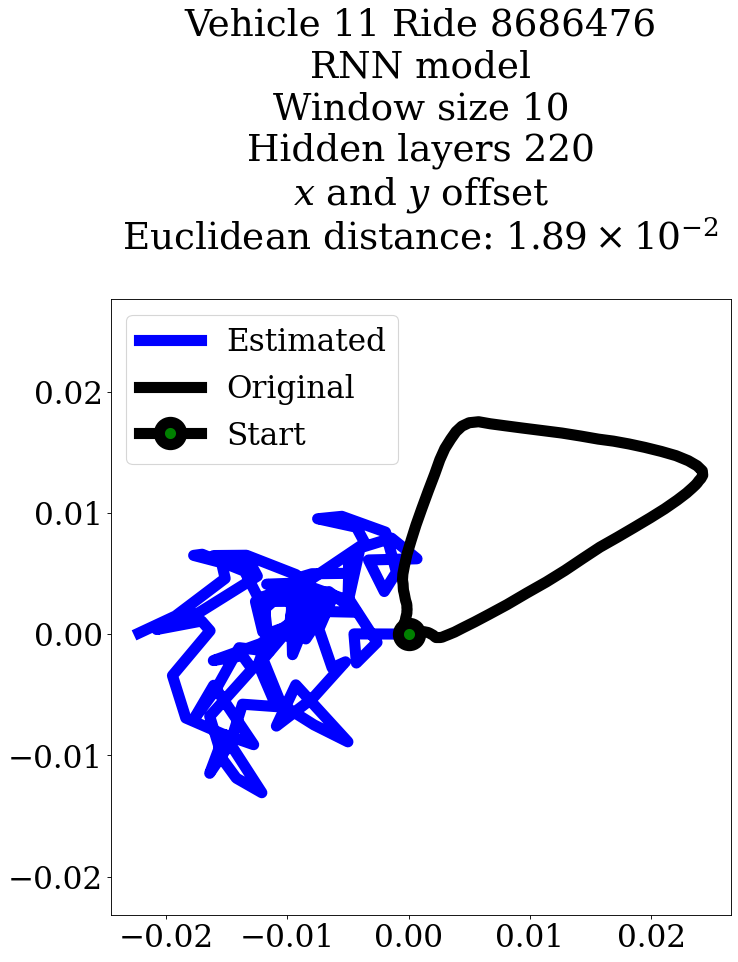 Vehicle 11 Ride 8686476
RNN model
Window size 10
Hidden layers 220
x and y offset
Euclidean distance: 1.89 × 10⁻²
Estimated
Original
Start
0.02
0.01
0.00
−0.01
−0.02
−0.02 −0.01 0.00 0.01 0.02